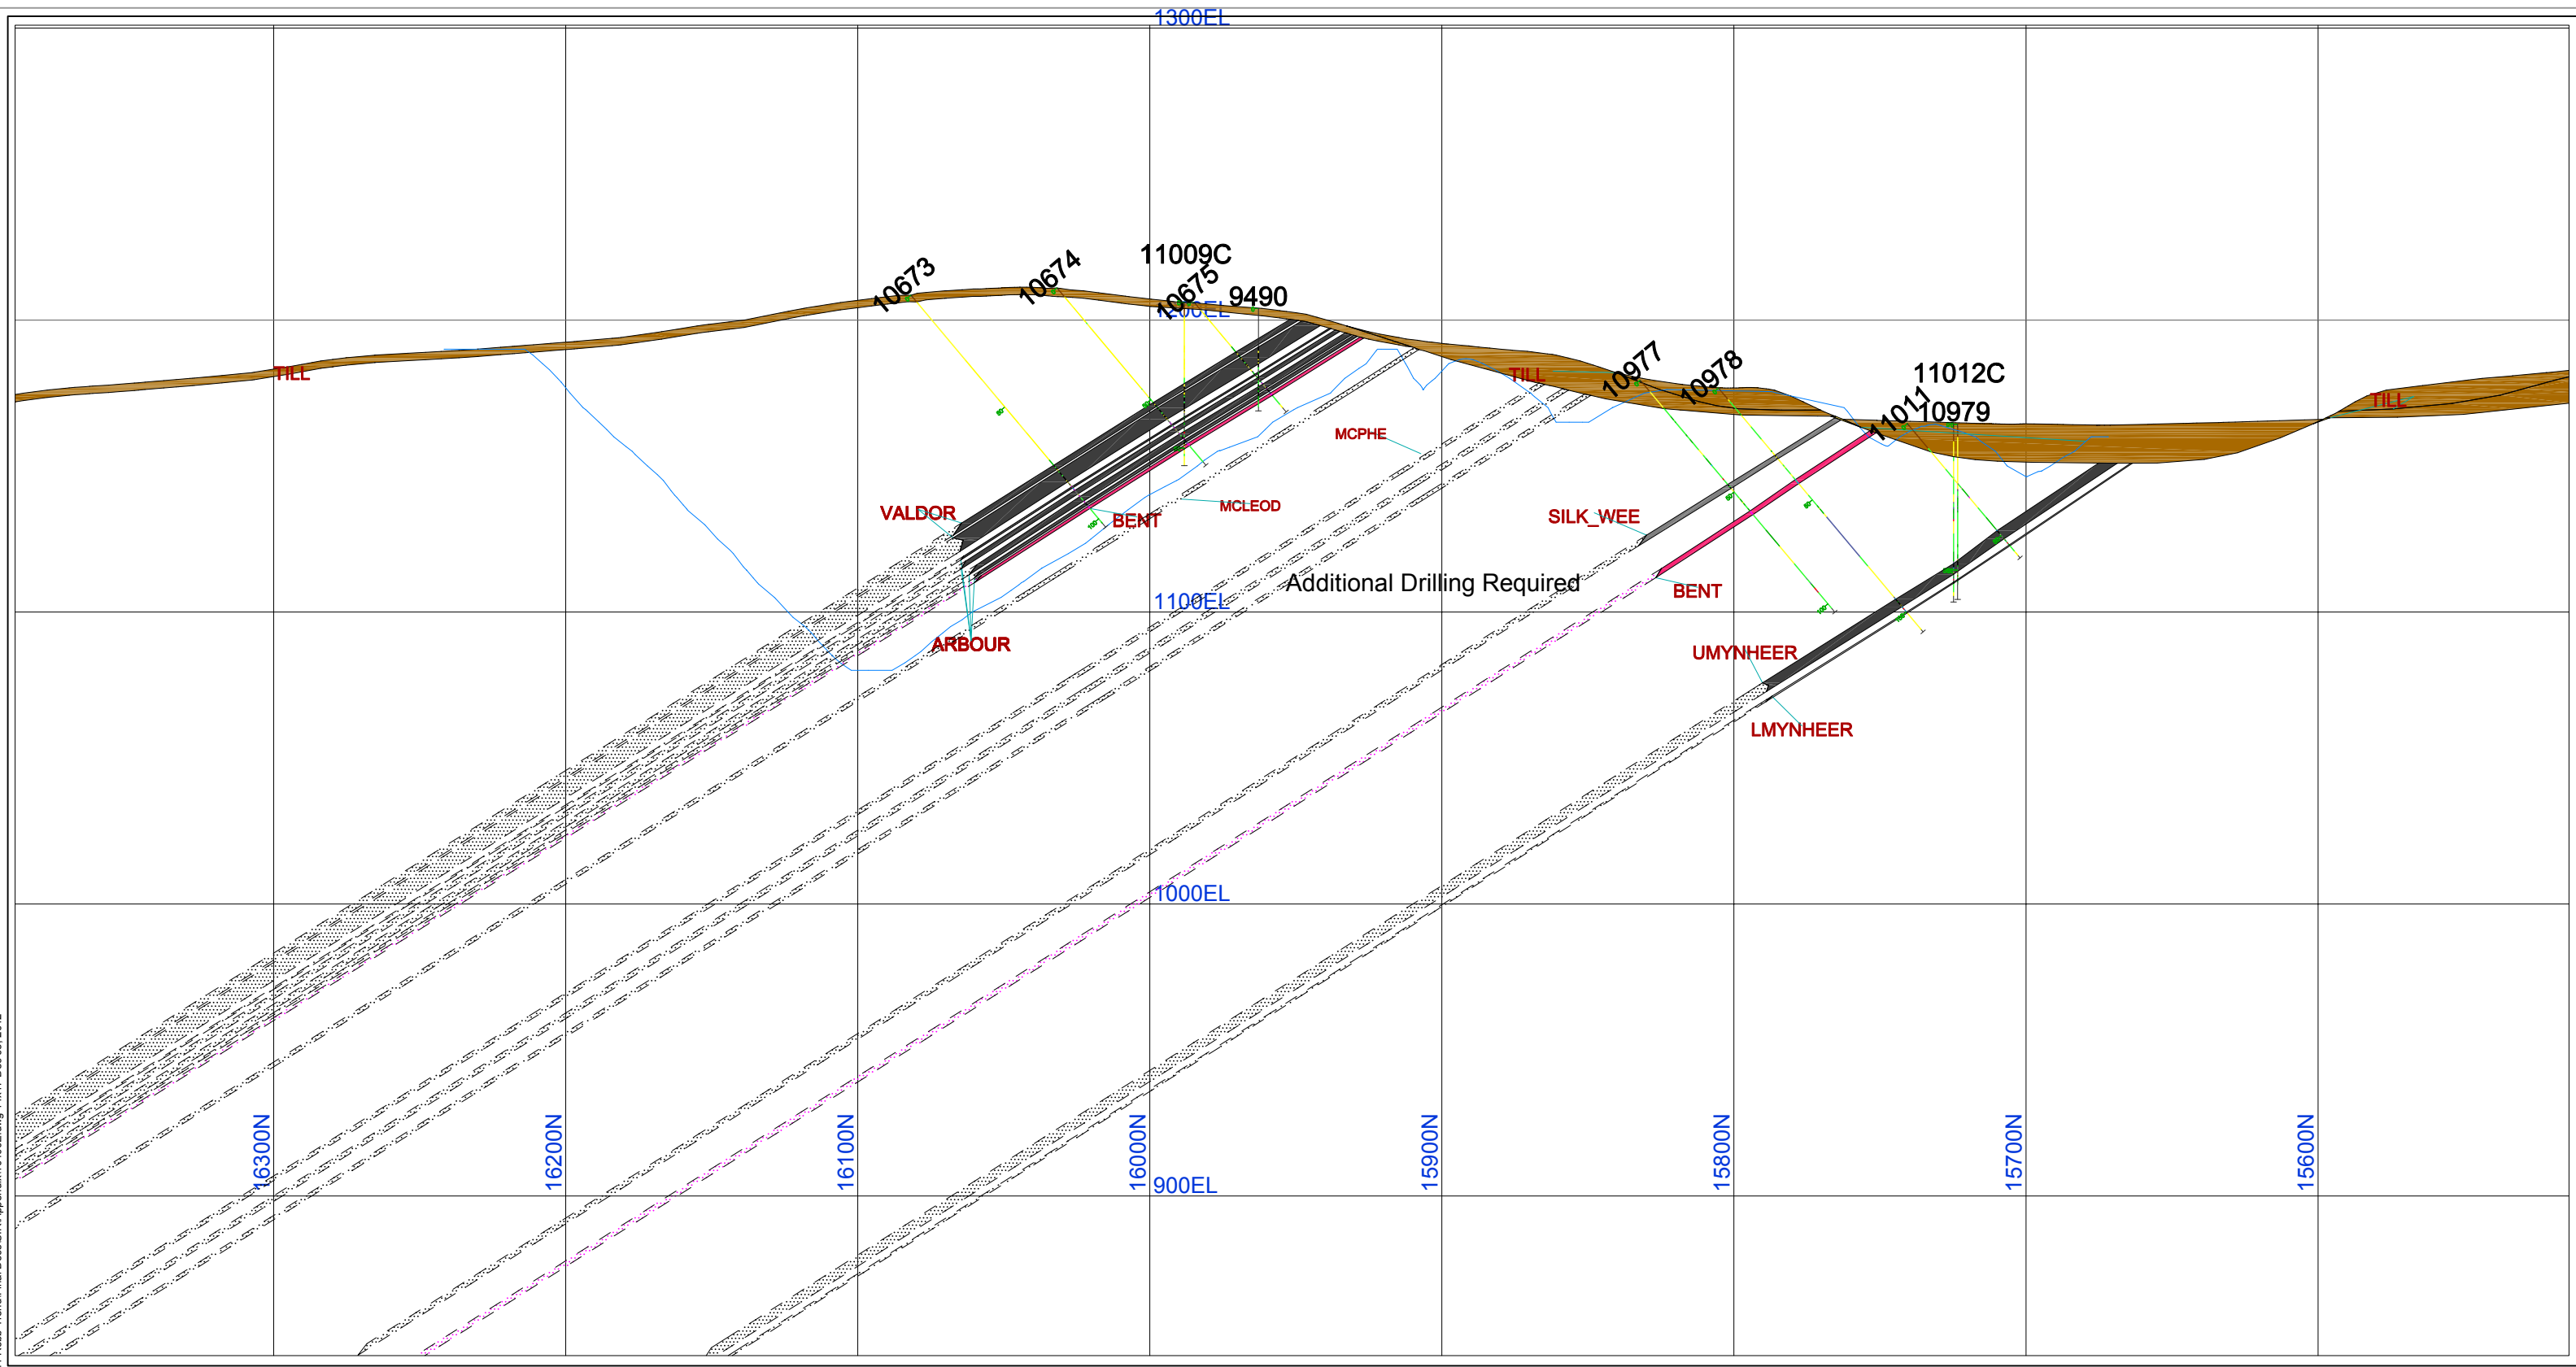 1300EL
11009C
10673
10674
10675
9490
1200EL
TILL
TILL
10977
10978
11012C
11011
10979
TILL
MCPHE
VALDOR
BENT
MCLEOD
SILK_WEE
Additional Drilling Required
BENT
1100EL
ARBOUR
UMYNHEER
LMYNHEER
1000EL
16300N
16200N
16100N
16000N
15900N
15800N
15700N
15600N
900EL